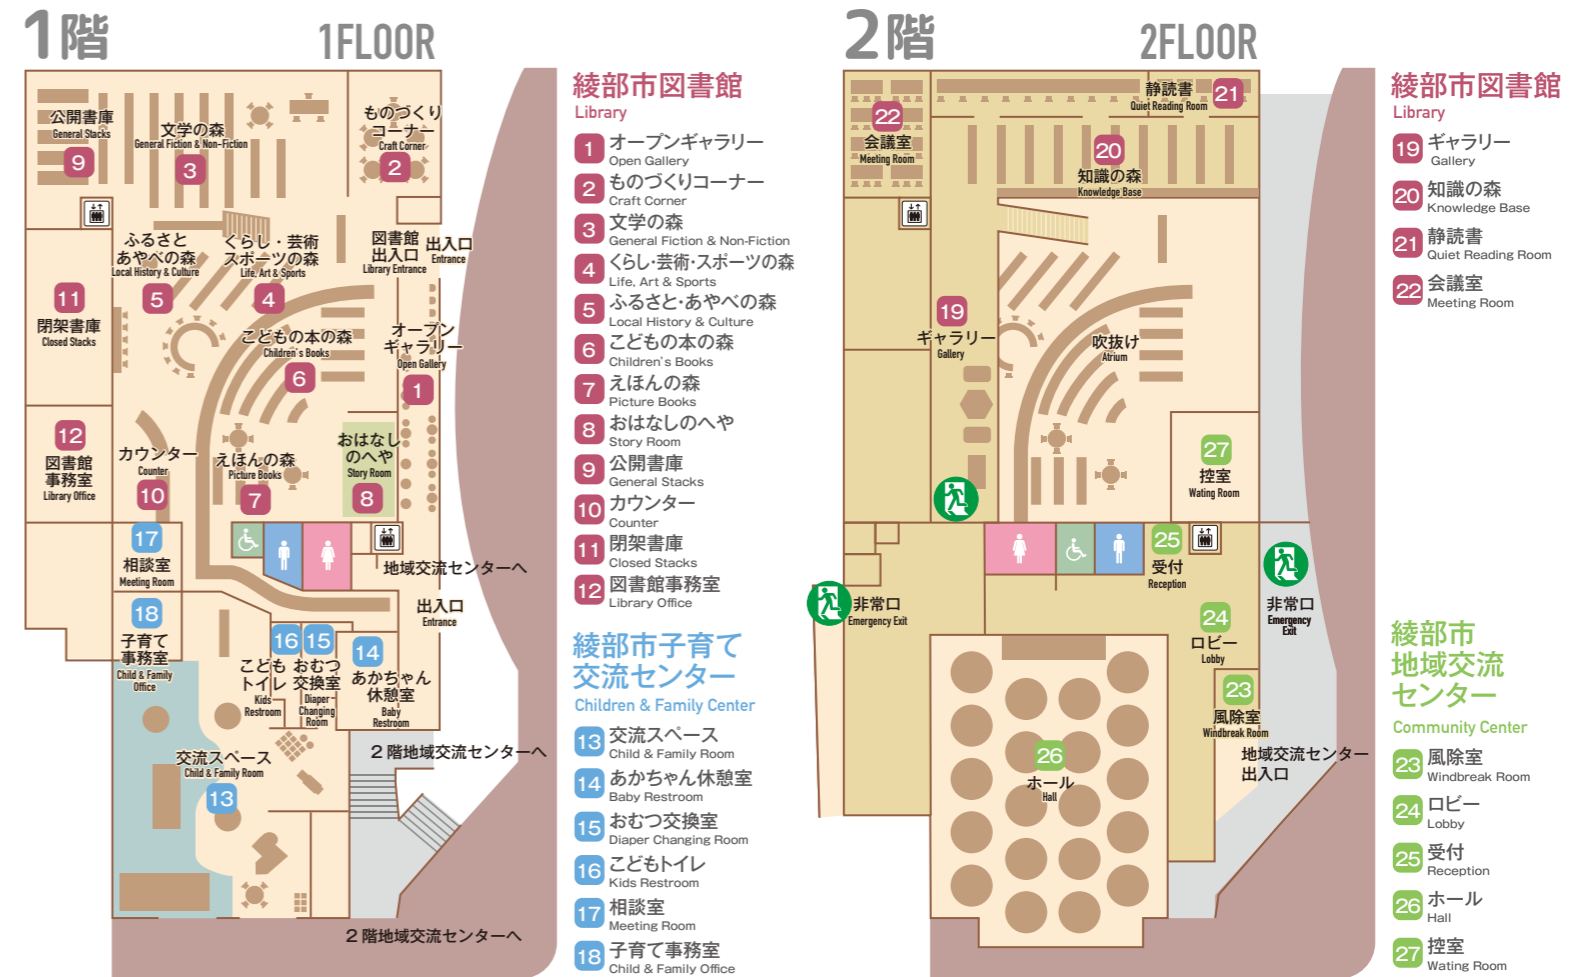 1階
1FLOOR
公開書庫
General Stacks
9
文学の森
General Fiction & Non-Fiction
3
ものづくり
コーナー
Craft Corner
2
ふるさと
あやべの森
Local History & Culture
5
くらし・芸術
スポーツの森
Life, Art & Sports
4
図書館
出入口
Library Entrance
出入口
Entrance
11
閉架書庫
Closed Stacks
こどもの本の森
Children's Books
6
オープン
ギャラリー
Open Gallery
1
12
図書館
事務室
Library Office
カウンター
Counter
10
えほんの森
Picture Books
7
おはなし
のへや
Story Room
8
17
相談室
Meeting Room
地域交流センターへ
18
子育て
事務室
Child & Family
Office
出入口
Entrance
16
こども
トイレ
Kids
Restroom
15
おむつ
交換室
Diaper
Changing
Room
14
あかちゃん
休憩室
Baby
Restroom
交流スペース
Child & Family Room
13
2階地域交流センターへ
2階地域交流センターへ
綾部市図書館
Library
1 オープンギャラリー
Open Gallery
2 ものづくりコーナー
Craft Corner
3 文学の森
General Fiction & Non-Fiction
4 くらし・芸術・スポーツの森
Life, Art & Sports
5 ふるさと・あやべの森
Local History & Culture
6 こどもの本の森
Children's Books
7 えほんの森
Picture Books
8 おはなしのへや
Story Room
9 公開書庫
General Stacks
10 カウンター
Counter
11 閉架書庫
Closed Stacks
12 図書館事務室
Library Office
綾部市子育て
交流センター
Children & Family Center
13 交流スペース
Child & Family Room
14 あかちゃん休憩室
Baby Restroom
15 おむつ交換室
Diaper Changing Room
16 こどもトイレ
Kids Restroom
17 相談室
Meeting Room
18 子育て事務室
Child & Family Office
2階
2FLOOR
22
会議室
Meeting Room
静読書
Quiet Reading Room
21
20
知識の森
Knowledge Base
19
ギャラリー
Gallery
吹抜け
Atrium
27
控室
Wating Room
25
受付
Reception
非常口
Emergency Exit
非常口
Emergency
Exit
24
ロビー
Lobby
23
風除室
Windbreak Room
26
ホール
Hall
地域交流センター
出入口
綾部市図書館
Library
19 ギャラリー
Gallery
20 知識の森
Knowledge Base
21 静読書
Quiet Reading Room
22 会議室
Meeting Room
綾部市
地域交流
センター
Community Center
23 風除室
Windbreak Room
24 ロビー
Lobby
25 受付
Reception
26 ホール
Hall
27 控室
Wating Room